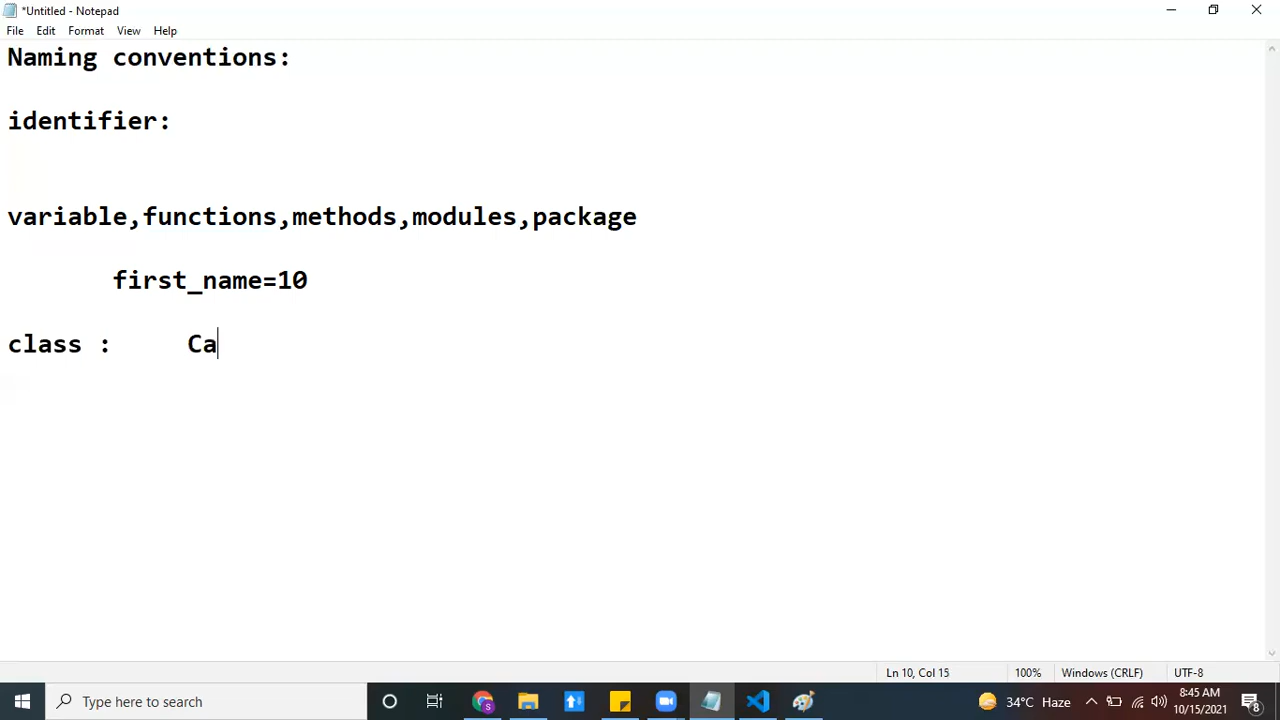 *Untitled - Notepad
File Edit Format View Help
Naming conventions:
identifier:
variable,functions,methods,modules,package
first_name=10
class : Ca
Ln 10, Col 15 100% Windows (CRLF) UTF-8
Type here to search S 34°C Haze 8:45 AM
10/15/2021 8